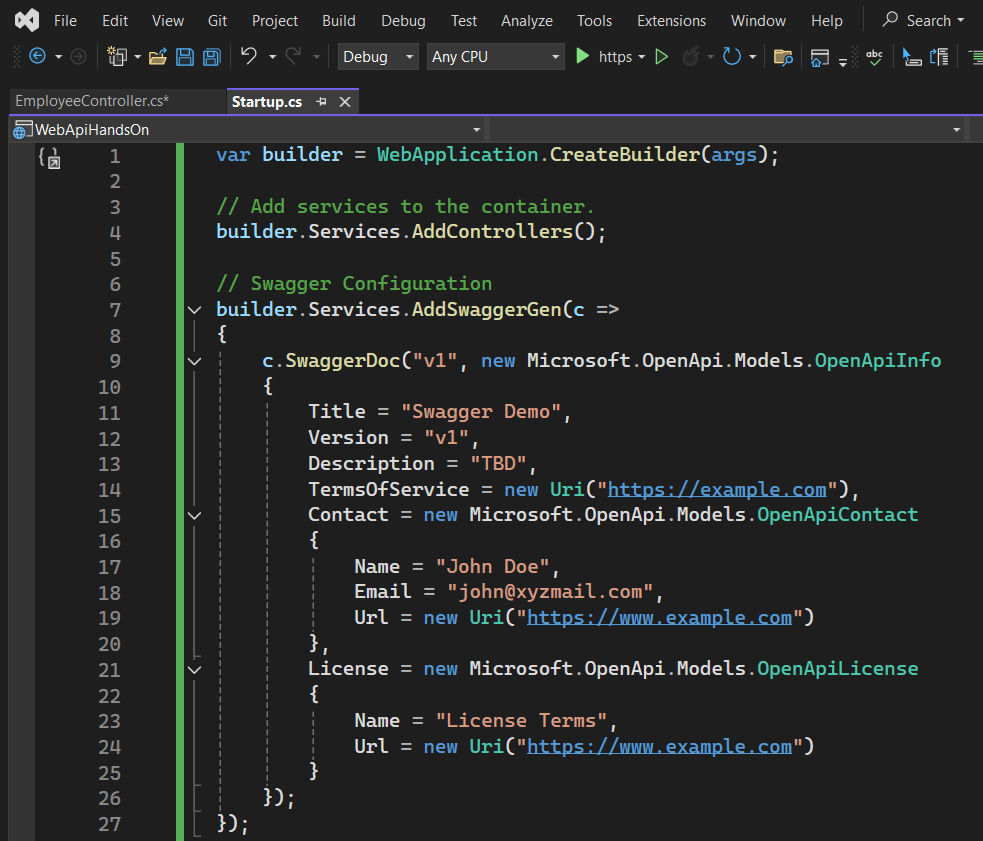 File Edit View Git Project Build Debug Test Analyze Tools Extensions Window Help Search
Debug Any CPU https abc
EmployeeController.cs* Startup.cs
WebApiHandsOn
1 var builder = WebApplication.CreateBuilder(args);
2
3 // Add services to the container.
4 builder.Services.AddControllers();
5
6 // Swagger Configuration
7 builder.Services.AddSwaggerGen(c =>
8 {
9 c.SwaggerDoc("v1", new Microsoft.OpenApi.Models.OpenApiInfo
10 {
11 Title = "Swagger Demo",
12 Version = "v1",
13 Description = "TBD",
14 TermsOfService = new Uri("https://example.com"),
15 Contact = new Microsoft.OpenApi.Models.OpenApiContact
16 {
17 Name = "John Doe",
18 Email = "john@xyzmail.com",
19 Url = new Uri("https://www.example.com")
20 },
21 License = new Microsoft.OpenApi.Models.OpenApiLicense
22 {
23 Name = "License Terms",
24 Url = new Uri("https://www.example.com")
25 }
26 });
27 });